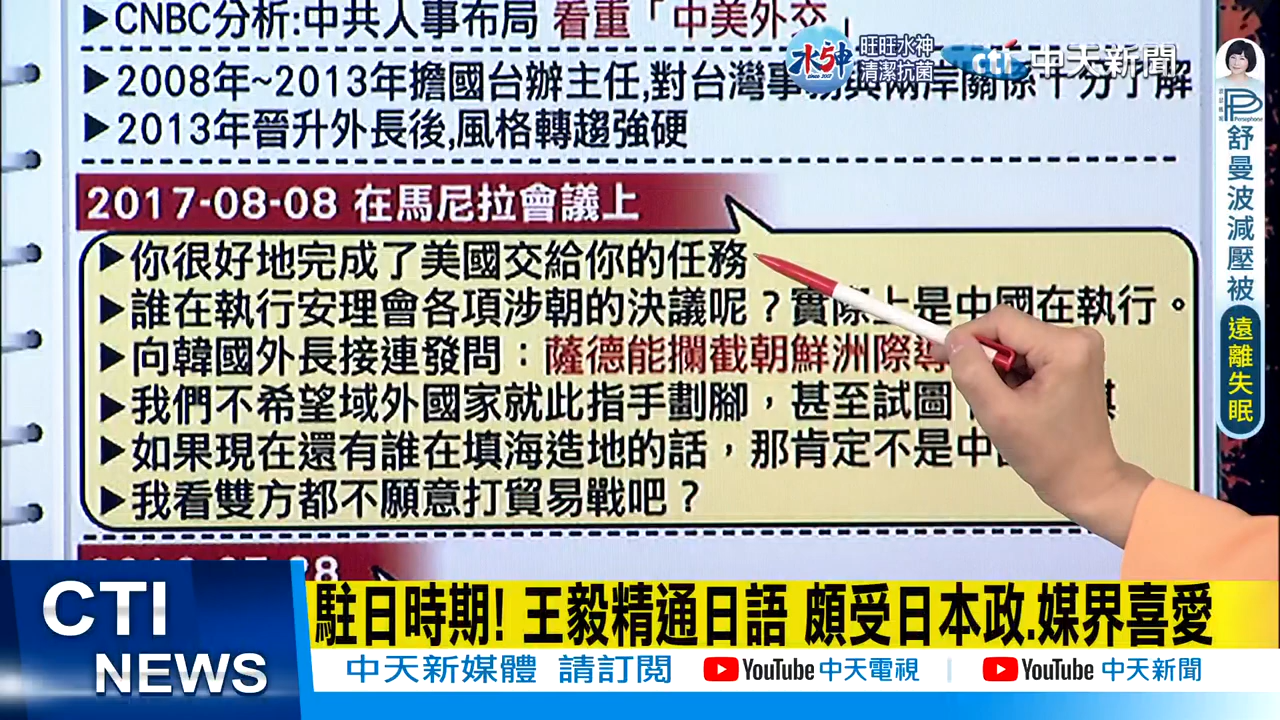 ▶CNBC分析:中共人事布局 看重「中美外交」
▶2008年~2013年擔國台辦主任,對台灣事務與兩岸關係十分了解
▶2013年晉升外長後,風格轉趨強硬
2017-08-08 在馬尼拉會議上
▶你很好地完成了美國交給你的任務
▶誰在執行安理會各項涉朝的決議呢？實際上是中國在執行。
▶向韓國外長接連發問：薩德能攔截朝鮮洲際導
▶我們不希望域外國家就此指手劃腳，甚至試圖
▶如果現在還有誰在填海造地的話，那肯定不是中
▶我看雙方都不願意打貿易戰吧？
水神
since 2017
旺旺水神
清潔抗菌
cti 中天新聞
Persephone
舒曼波減壓被
遠離失眠
CTI
NEWS
駐日時期! 王毅精通日語 頗受日本政.媒界喜愛
中天新媒體 請訂閱 YouTube 中天電視 | YouTube 中天新聞